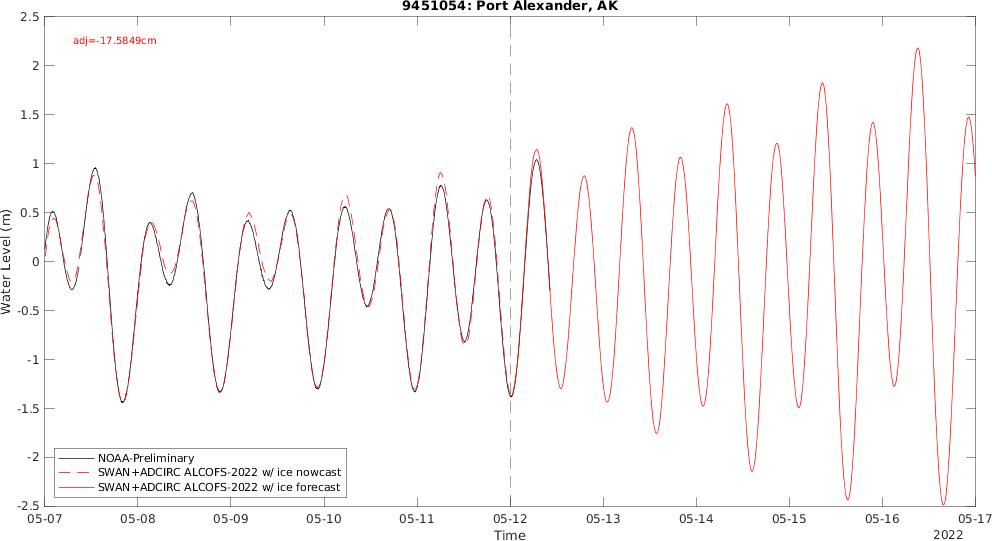 9451054: Port Alexander, AK
adj=-17.5849cm
2.5
2
1.5
1
0.5
0
-0.5
-1
-1.5
-2
-2.5
Water Level (m)
NOAA-Preliminary
SWAN+ADCIRC ALCOFS-2022 w/ ice nowcast
SWAN+ADCIRC ALCOFS-2022 w/ ice forecast
05-07 05-08 05-09 05-10 05-11 05-12 05-13 05-14 05-15 05-16 05-17
Time
2022